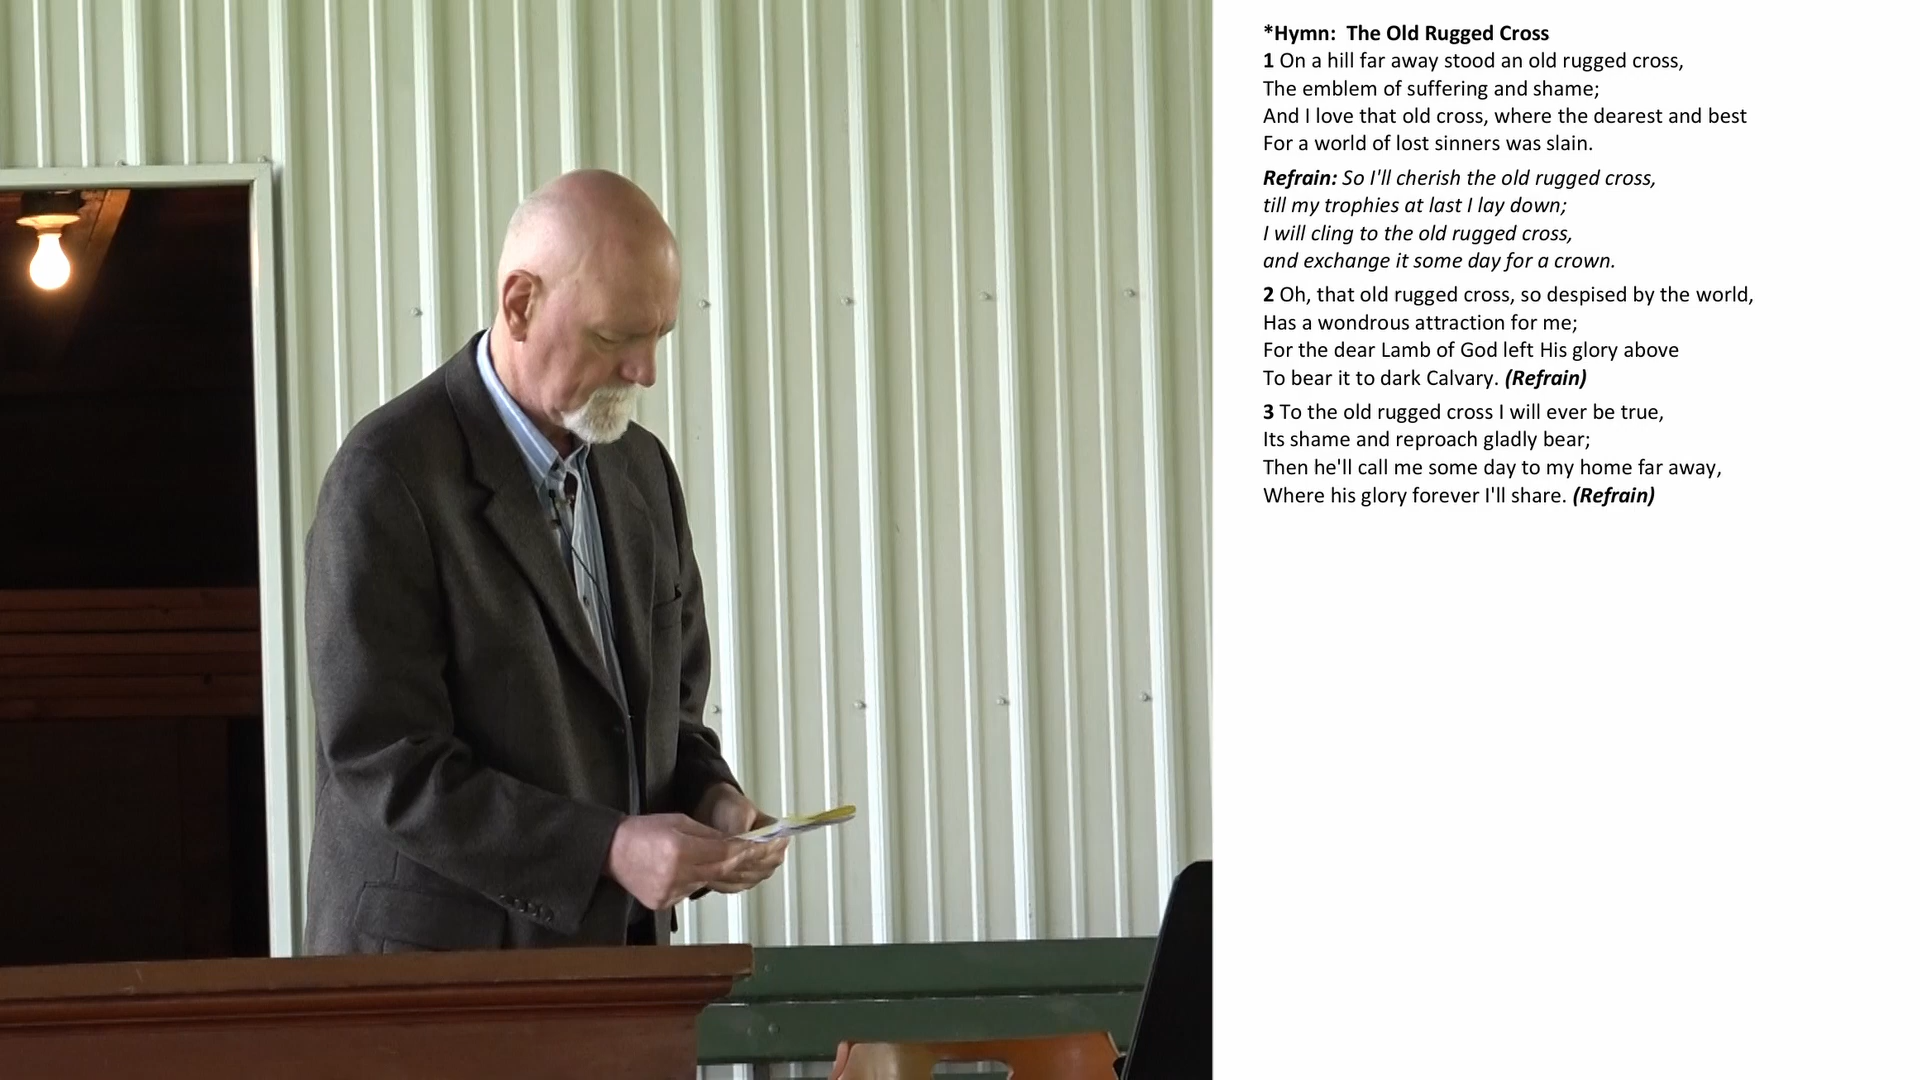 *Hymn:  The Old Rugged Cross
1 On a hill far away stood an old rugged cross,
The emblem of suffering and shame;
And I love that old cross, where the dearest and best
For a world of lost sinners was slain.
Refrain: So I'll cherish the old rugged cross,
till my trophies at last I lay down;
I will cling to the old rugged cross,
and exchange it some day for a crown.
2 Oh, that old rugged cross, so despised by the world,
Has a wondrous attraction for me;
For the dear Lamb of God left His glory above
To bear it to dark Calvary. (Refrain)
3 To the old rugged cross I will ever be true,
Its shame and reproach gladly bear;
Then he'll call me some day to my home far away,
Where his glory forever I'll share. (Refrain)